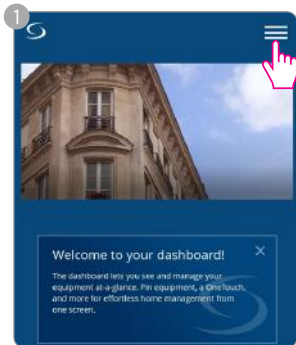 1
Welcome to your dashboard!
The dashboard lets you see and manage your
equipment at-a-glance. Pin equipment, a OneTouch,
and more for effortless home management from
one screen.